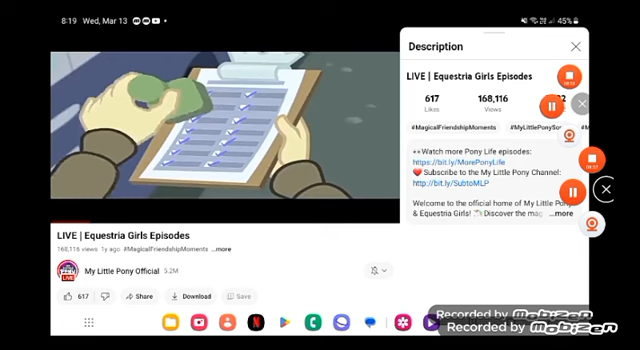 8:19 Wed, Mar 13
45%
Description
LIVE | Equestria Girls Episodes
617
168,116
Likes
Views
#MagicalFriendshipMoments
#MyLittlePonySo
Watch more Pony Life episodes:
https://bit.ly/MorePonyLife
Subscribe to the My Little Pony Channel:
http://bit.ly/SubtoMLP
Welcome to the official home of My Little Pony
& Equestria Girls! Discover the mag ...more
LIVE | Equestria Girls Episodes
168,116 views 1y ago #MagicalFriendshipMoments ...more
LIVE
My Little Pony Official 5.2M
617
Share
Download
Save
Recorded by Mobizen
Recorded by Mobizen